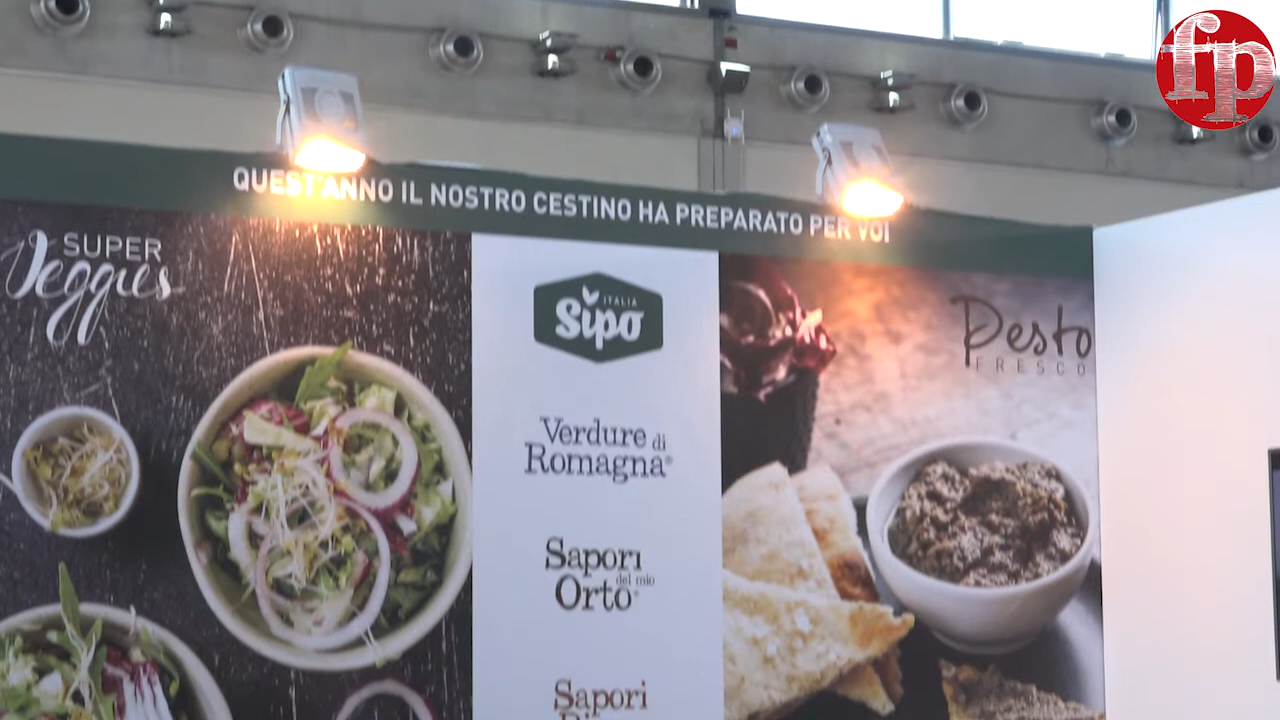 fp
QUEST'ANNO IL NOSTRO CESTINO HA PREPARATO PER VOI
SUPER
Veggies
ITALIA
Sipo
Verdure di
Romagna®
Sapori
del mio
Orto®
Sapori
Pesto
FRESCO